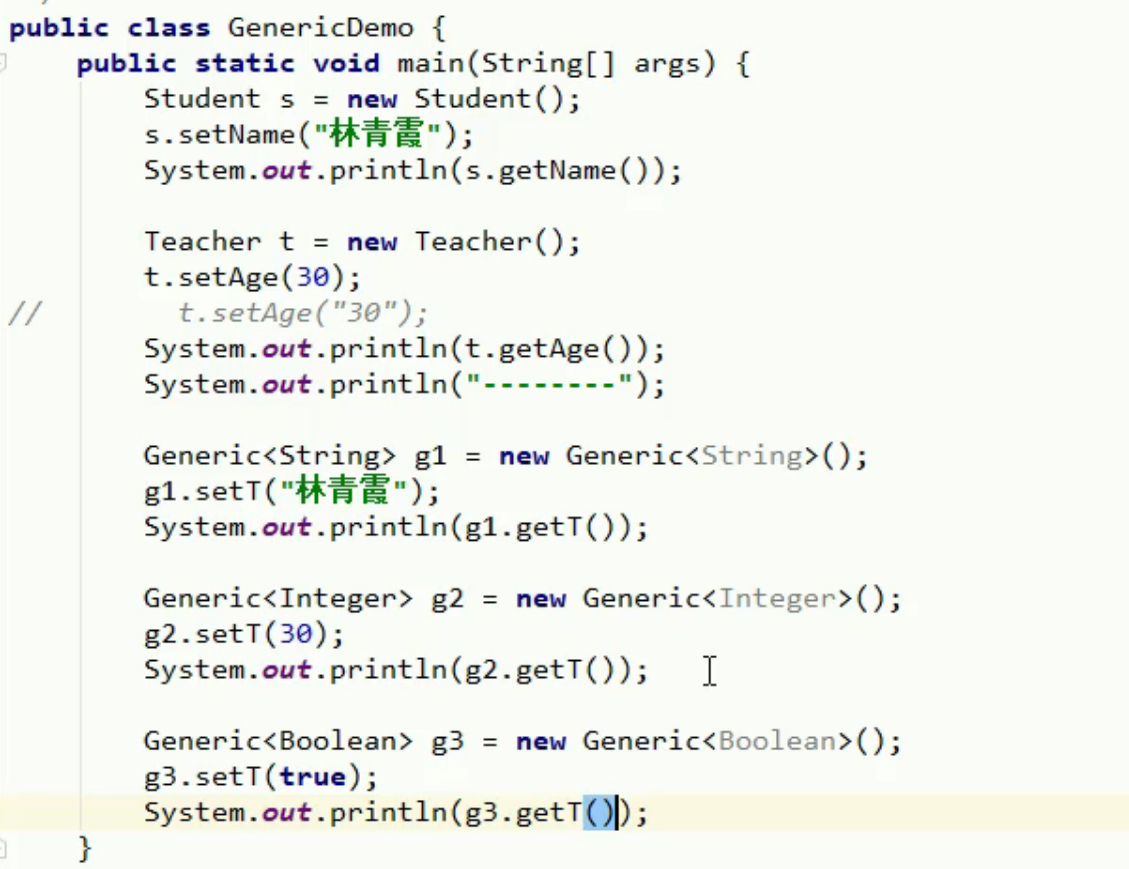 public class GenericDemo {
public static void main(String[] args) {
Student s = new Student();
s.setName("林青霞");
System.out.println(s.getName());
Teacher t = new Teacher();
t.setAge(30);
// t.setAge("30");
System.out.println(t.getAge());
System.out.println("--------");
Generic<String> g1 = new Generic<String>();
g1.setT("林青霞");
System.out.println(g1.getT());
Generic<Integer> g2 = new Generic<Integer>();
g2.setT(30);
System.out.println(g2.getT());
Generic<Boolean> g3 = new Generic<Boolean>();
g3.setT(true);
System.out.println(g3.getT());
}